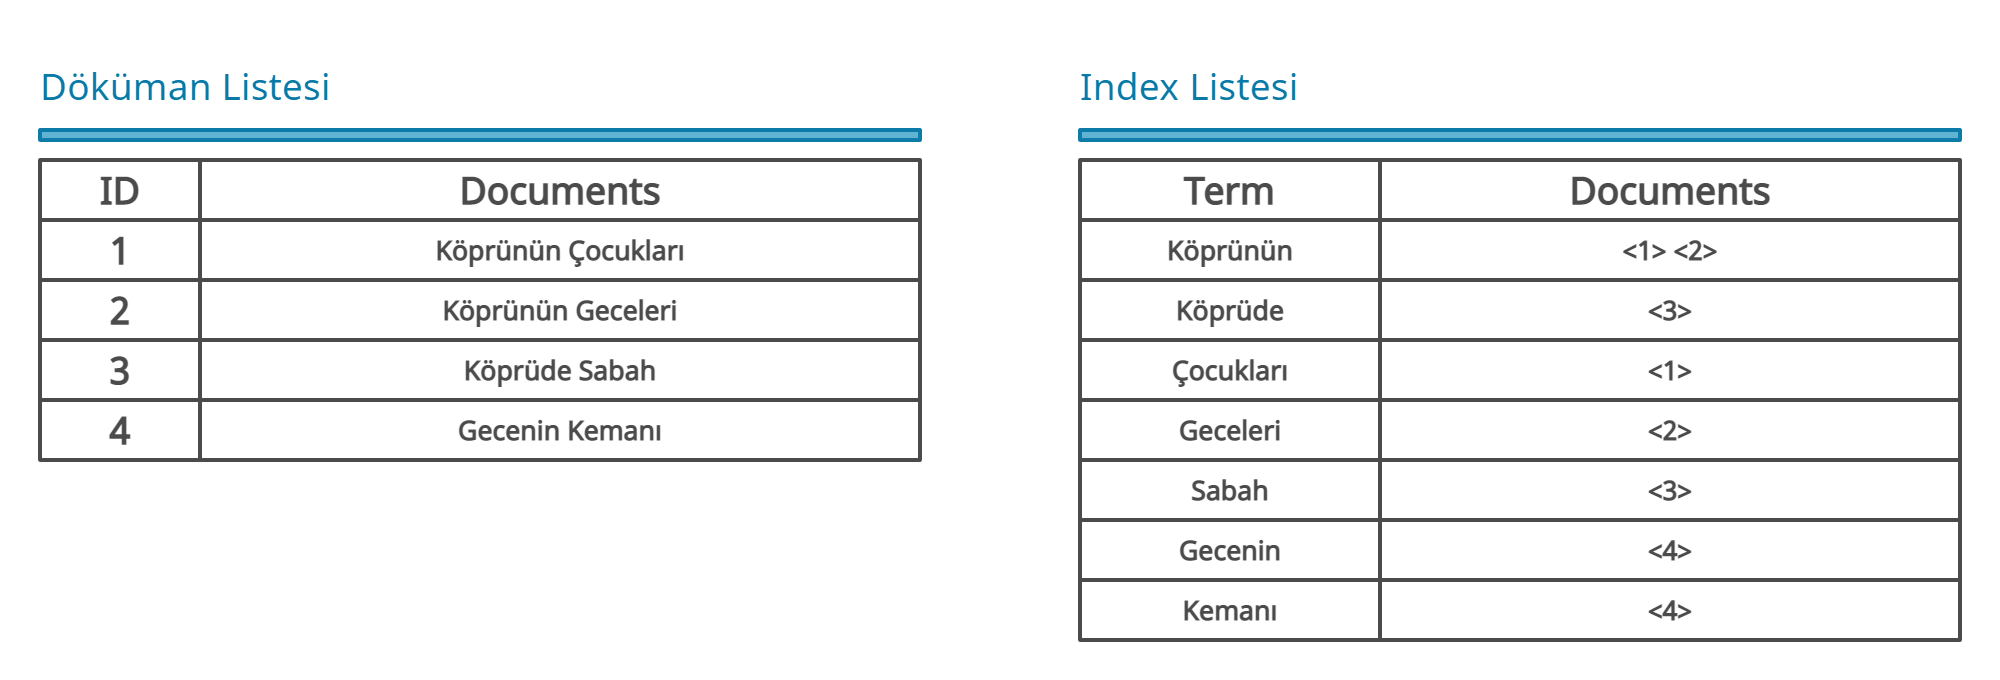 Döküman Listesi
ID Documents
1 Köprünün Çocukları
2 Köprünün Geceleri
3 Köprüde Sabah
4 Gecenin Kemanı
Index Listesi
Term Documents
Köprünün <1> <2>
Köprüde <3>
Çocukları <1>
Geceleri <2>
Sabah <3>
Gecenin <4>
Kemanı <4>